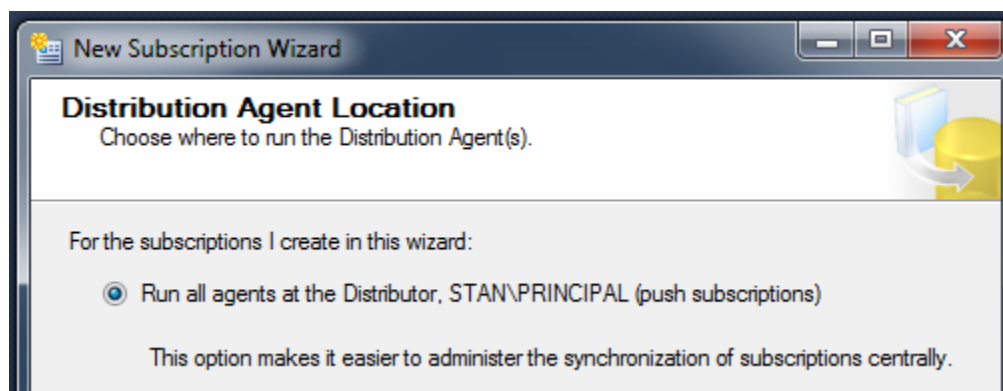 New Subscription Wizard
Distribution Agent Location
Choose where to run the Distribution Agent(s).
For the subscriptions I create in this wizard:
Run all agents at the Distributor, STAN\PRINCIPAL (push subscriptions)
This option makes it easier to administer the synchronization of subscriptions centrally.